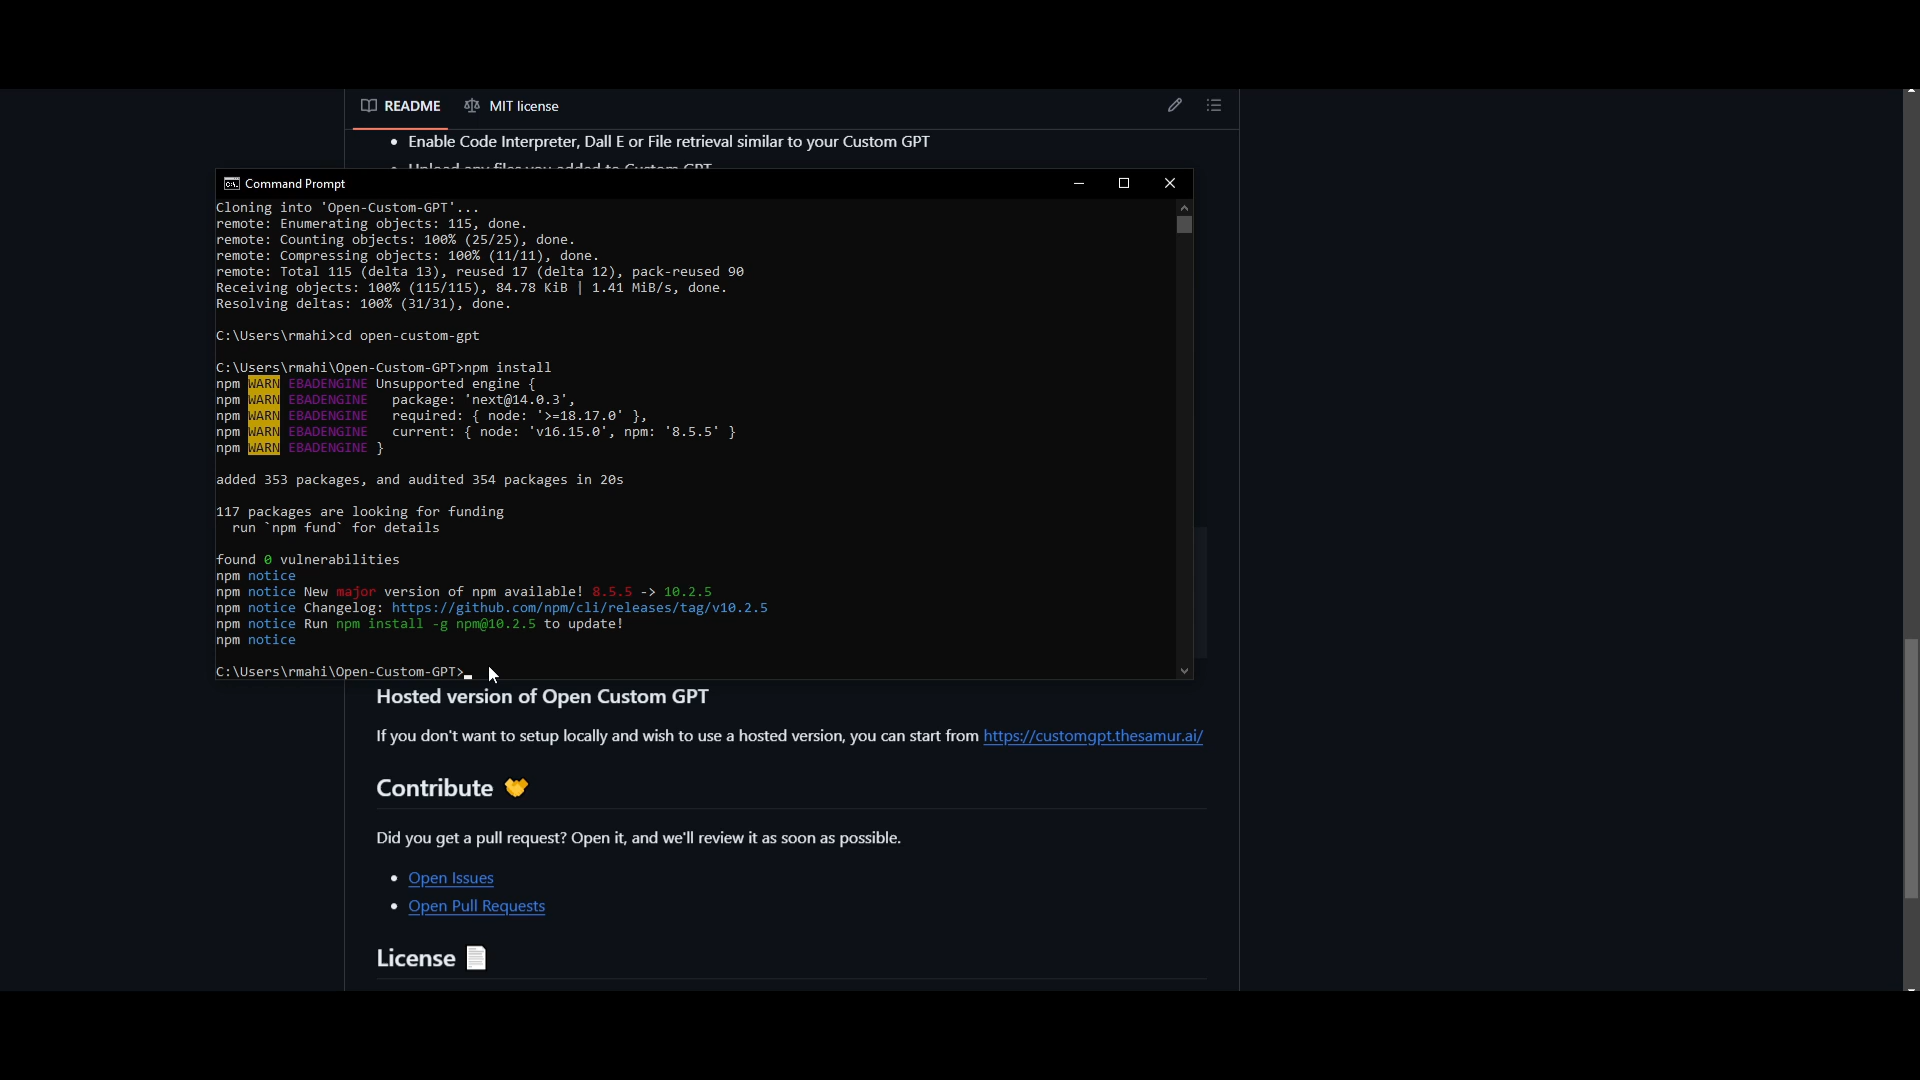 README
MIT license
Enable Code Interpreter, Dall E or File retrieval similar to your Custom GPT
Upload any files you added to Custom GPT
Command Prompt
Cloning into 'Open-Custom-GPT'...
remote: Enumerating objects: 115, done.
remote: Counting objects: 100% (25/25), done.
remote: Compressing objects: 100% (11/11), done.
remote: Total 115 (delta 13), reused 17 (delta 12), pack-reused 90
Receiving objects: 100% (115/115), 84.78 KiB | 1.41 MiB/s, done.
Resolving deltas: 100% (31/31), done.
C:\Users\rmahi>cd open-custom-gpt
C:\Users\rmahi\Open-Custom-GPT>npm install
npm WARN EBADENGINE Unsupported engine {
npm WARN EBADENGINE   package: 'next@14.0.3',
npm WARN EBADENGINE   required: { node: '>=18.17.0' },
npm WARN EBADENGINE   current: { node: 'v16.15.0', npm: '8.5.5' }
npm WARN EBADENGINE }
added 353 packages, and audited 354 packages in 20s
117 packages are looking for funding
  run `npm fund` for details
found 0 vulnerabilities
npm notice
npm notice New major version of npm available! 8.5.5 -> 10.2.5
npm notice Changelog: https://github.com/npm/cli/releases/tag/v10.2.5
npm notice Run npm install -g npm@10.2.5 to update!
npm notice
C:\Users\rmahi\Open-Custom-GPT>
Hosted version of Open Custom GPT
If you don't want to setup locally and wish to use a hosted version, you can start from https://customgpt.thesamur.ai/
Contribute
Did you get a pull request? Open it, and we'll review it as soon as possible.
Open Issues
Open Pull Requests
License